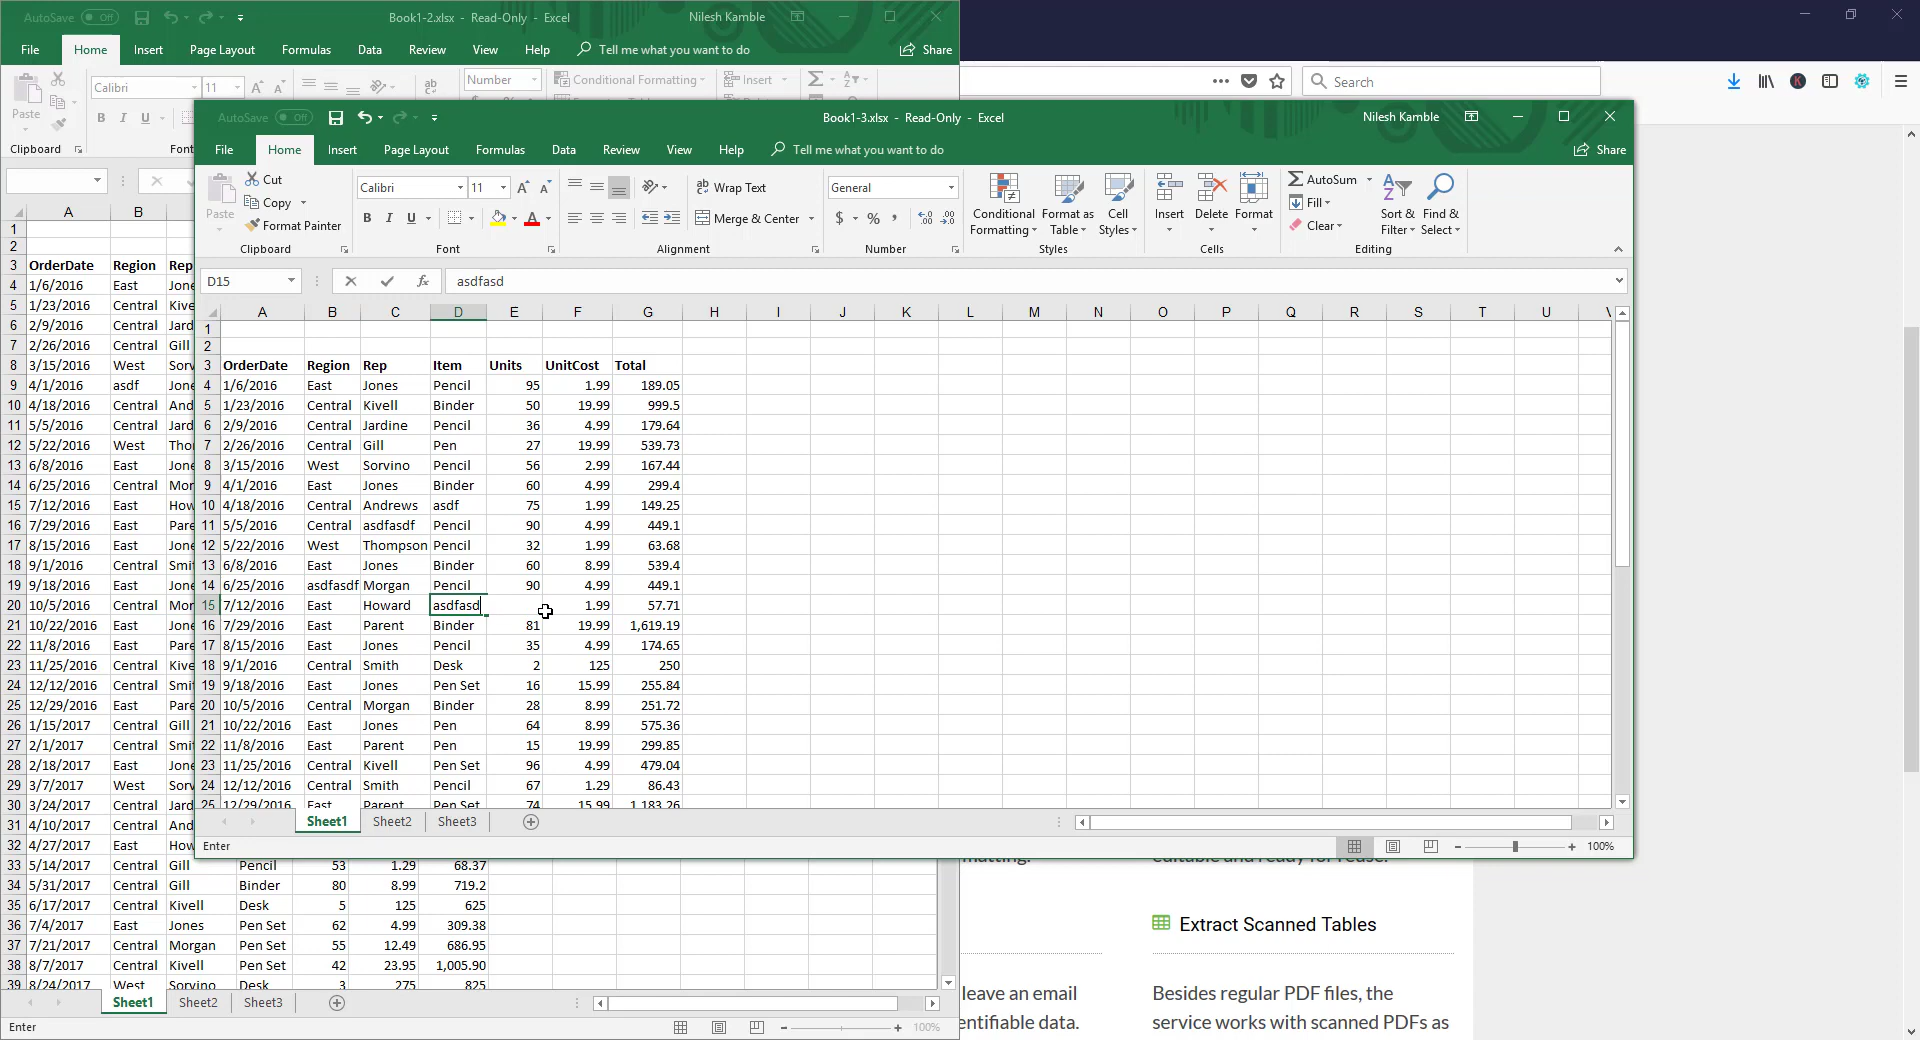 AutoSave Off Book1-2.xlsx - Read-Only - Excel Nilesh Kamble
File Home Insert Page Layout Formulas Data Review View Help Tell me what you want to do Share
Paste Calibri 11 Number Conditional Formatting Insert
B I U
Clipboard Font
A B
1
2
3 OrderDate Region Rep
4 1/6/2016 East Jone
5 1/23/2016 Central Kive
6 2/9/2016 Central Jard
7 2/26/2016 Central Gill
8 3/15/2016 West Sorv
9 4/1/2016 asdf Jone
10 4/18/2016 Central And
11 5/5/2016 Central Jard
12 5/22/2016 West Tho
13 6/8/2016 East Jone
14 6/25/2016 Central Mor
15 7/12/2016 East How
16 7/29/2016 East Pare
17 8/15/2016 East Jone
18 9/1/2016 Central Smit
19 9/18/2016 East Jone
20 10/5/2016 Central Mor
21 10/22/2016 East Jone
22 11/8/2016 East Pare
23 11/25/2016 Central Kive
24 12/12/2016 Central Smi
25 12/29/2016 East Pare
26 1/15/2017 Central Gill
27 2/1/2017 Central Smit
28 2/18/2017 East Jone
29 3/7/2017 West Sorv
30 3/24/2017 Central Jard
31 4/10/2017 Central And
32 4/27/2017 East How
33 5/14/2017 Central Gill Pencil 53 1.29 68.37
34 5/31/2017 Central Gill Binder 80 8.99 719.2
35 6/17/2017 Central Kivell Desk 5 125 625
36 7/4/2017 East Jones Pen Set 62 4.99 309.38
37 7/21/2017 Central Morgan Pen Set 55 12.49 686.95
38 8/7/2017 Central Kivell Pen Set 42 23.95 1,005.90
39 8/24/2017 West Sorvino Desk 3 275 825
Sheet1 Sheet2 Sheet3
Enter 100%
Search
AutoSave Off Book1-3.xlsx - Read-Only - Excel Nilesh Kamble
File Home Insert Page Layout Formulas Data Review View Help Tell me what you want to do Share
Paste Cut Copy Format Painter
Clipboard
Calibri 11
B I U
Font
Wrap Text
Merge & Center
Alignment
General
$ % ,
Number
Conditional Formatting Format as Table Cell Styles
Styles
Insert Delete Format
Cells
AutoSum Fill Clear Sort & Filter Find & Select
Editing
D15 fx asdfasd
A B C D E F G H I J K L M N O P Q R S T U
1
2
3 OrderDate Region Rep Item Units UnitCost Total
4 1/6/2016 East Jones Pencil 95 1.99 189.05
5 1/23/2016 Central Kivell Binder 50 19.99 999.5
6 2/9/2016 Central Jardine Pencil 36 4.99 179.64
7 2/26/2016 Central Gill Pen 27 19.99 539.73
8 3/15/2016 West Sorvino Pencil 56 2.99 167.44
9 4/1/2016 East Jones Binder 60 4.99 299.4
10 4/18/2016 Central Andrews asdf 75 1.99 149.25
11 5/5/2016 Central asdfasdf Pencil 90 4.99 449.1
12 5/22/2016 West Thompson Pencil 32 1.99 63.68
13 6/8/2016 East Jones Binder 60 8.99 539.4
14 6/25/2016 asdfasdf Morgan Pencil 90 4.99 449.1
15 7/12/2016 East Howard asdfasd 1.99 57.71
16 7/29/2016 East Parent Binder 81 19.99 1,619.19
17 8/15/2016 East Jones Pencil 35 4.99 174.65
18 9/1/2016 Central Smith Desk 2 125 250
19 9/18/2016 East Jones Pen Set 16 15.99 255.84
20 10/5/2016 Central Morgan Binder 28 8.99 251.72
21 10/22/2016 East Jones Pen 64 8.99 575.36
22 11/8/2016 East Parent Pen 15 19.99 299.85
23 11/25/2016 Central Kivell Pen Set 96 4.99 479.04
24 12/12/2016 Central Smith Pencil 67 1.29 86.43
25 12/29/2016 East Parent Pen Set 74 15.99 1,183.26
Sheet1 Sheet2 Sheet3
Enter 100%
Extract Scanned Tables
leave an email
entifiable data.
Besides regular PDF files, the
service works with scanned PDFs as